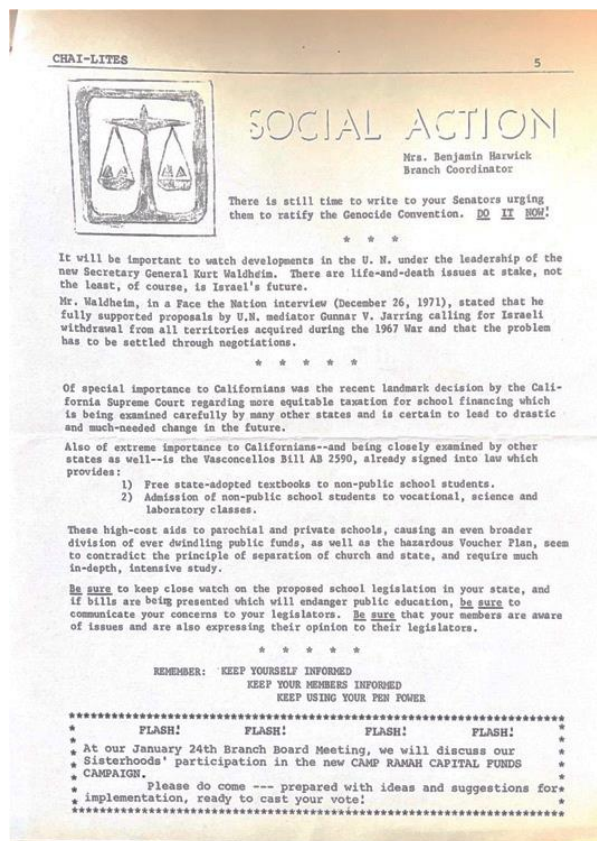 CHAI-LITES 5
SOCIAL ACTION
Mrs. Benjamin Harwick
Branch Coordinator
There is still time to write to your Senators urging
them to ratify the Genocide Convention. DO IT NOW!
* * *
It will be important to watch developments in the U. N. under the leadership of the
new Secretary General Kurt Waldheim. There are life-and-death issues at stake, not
the least, of course, is Israel's future.
Mr. Waldheim, in a Face the Nation interview (December 26, 1971), stated that he
fully supported proposals by U.N. mediator Gunnar V. Jarring calling for Israeli
withdrawal from all territories acquired during the 1967 War and that the problem
has to be settled through negotiations.
* * * * *
Of special importance to Californians was the recent landmark decision by the Cali-
fornia Supreme Court regarding more equitable taxation for school financing which
is being examined carefully by many other states and is certain to lead to drastic
and much-needed change in the future.
Also of extreme importance to Californians--and being closely examined by other
states as well--is the Vasconcellos Bill AB 2590, already signed into law which
provides:
1) Free state-adopted textbooks to non-public school students.
2) Admission of non-public school students to vocational, science and
laboratory classes.
These high-cost aids to parochial and private schools, causing an even broader
division of ever dwindling public funds, as well as the hazardous Voucher Plan, seem
to contradict the principle of separation of church and state, and require much
in-depth, intensive study.
Be sure to keep close watch on the proposed school legislation in your state, and
if bills are being presented which will endanger public education, be sure to
communicate your concerns to your legislators. Be sure that your members are aware
of issues and are also expressing their opinion to their legislators.
* * * * *
REMEMBER: KEEP YOURSELF INFORMED
KEEP YOUR MEMBERS INFORMED
KEEP USING YOUR PEN POWER
FLASH! FLASH! FLASH! FLASH!
At our January 24th Branch Board Meeting, we will discuss our
Sisterhoods' participation in the new CAMP RAMAH CAPITAL FUNDS
CAMPAIGN.
Please do come --- prepared with ideas and suggestions for
implementation, ready to cast your vote!